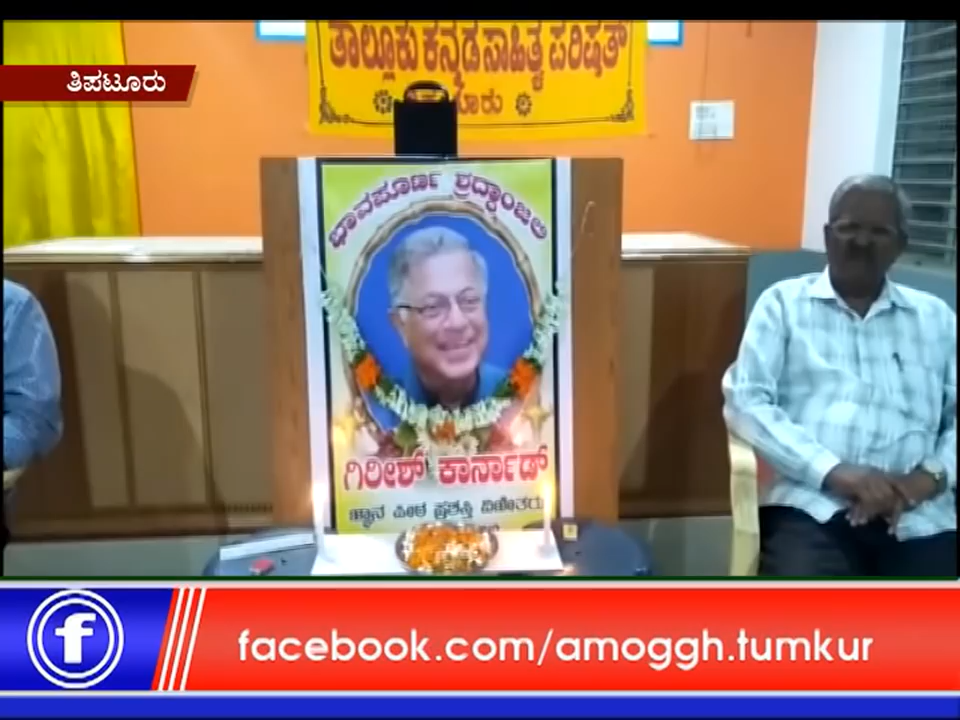 ತಾಲ್ಲೂಕು ಕನ್ನಡ ಸಾಹಿತ್ಯ ಪರಿಷತ್
ತಿಪಟೂರು
ಭಾವಪೂರ್ಣ ಶ್ರದ್ಧಾಂಜಲಿ
ಗಿರೀಶ್ ಕಾರ್ನಾಡ್
ಜ್ಞಾನ ಪೀಠ ಪ್ರಶಸ್ತಿ ವಿಜೇತರು
facebook.com/amoggh.tumkur